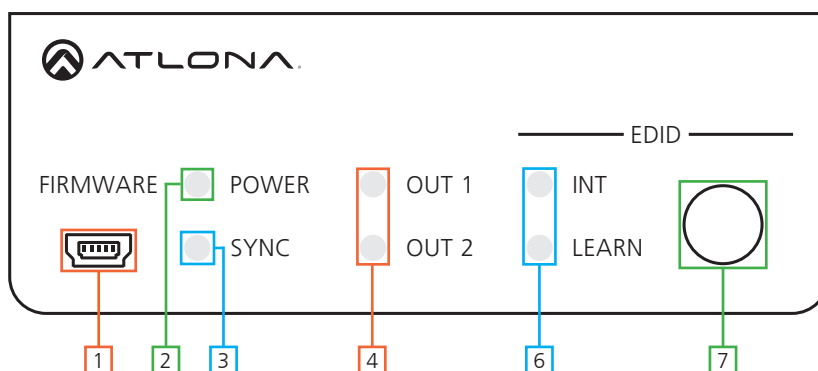 ATLONA.
EDID
FIRMWARE POWER OUT 1 INT
SYNC OUT 2 LEARN
1 2 3 4 6 7